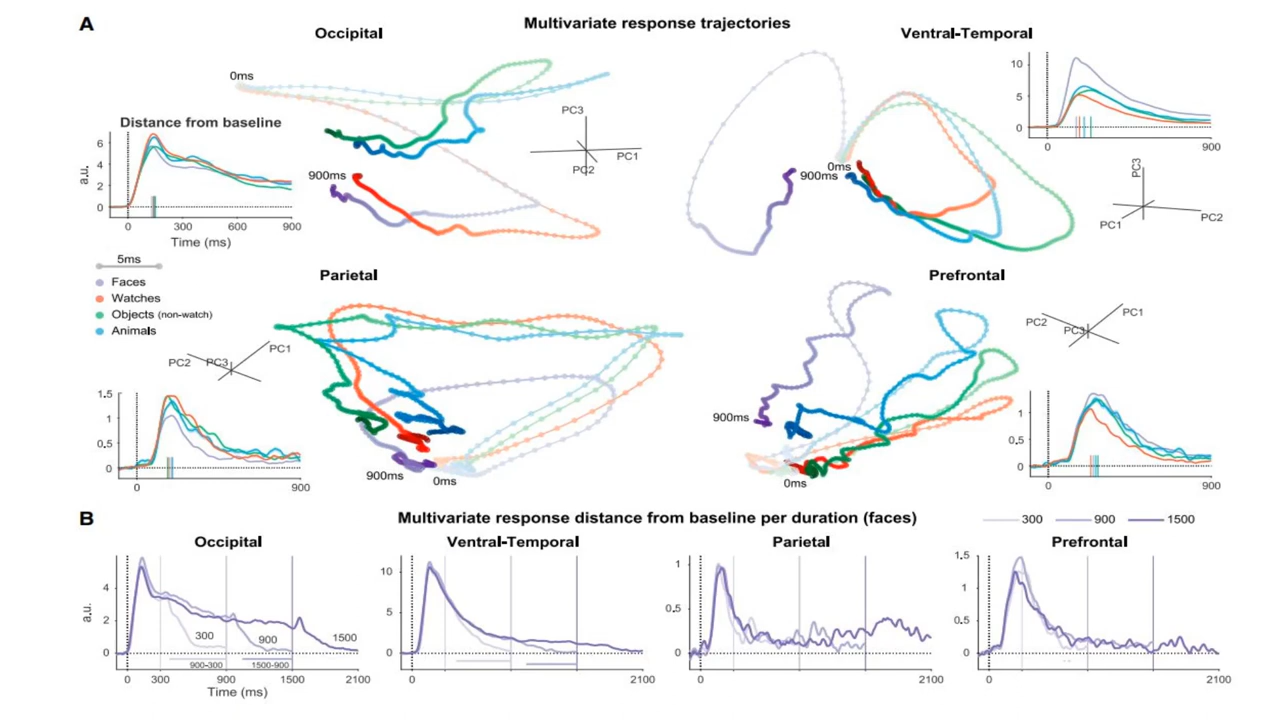 A
Multivariate response trajectories
Occipital
Ventral-Temporal
0ms
PC3
PC1
PC2
Distance from baseline
a.u.
6
4
2
0
0 300 600 900
Time (ms)
900ms
10
5
0
0 900
0ms
900ms
PC3
PC1
PC2
5ms
Faces
Watches
Objects (non-watch)
Animals
Parietal
Prefrontal
PC2 PC3 PC1
1,5
1
0,5
0
0 900
900ms
0ms
PC2 PC3 PC1
900ms
0ms
1
0,5
0
0 900
B
Multivariate response distance from baseline per duration (faces)
300 900 1500
Occipital
Ventral-Temporal
Parietal
Prefrontal
a.u.
4
2
0
300 900 1500
900-300 1500-900
0 300 900 1500 2100
Time (ms)
10
5
0
0 2100
1
0,5
0
0 2100
1,5
1
0,5
0
0 2100